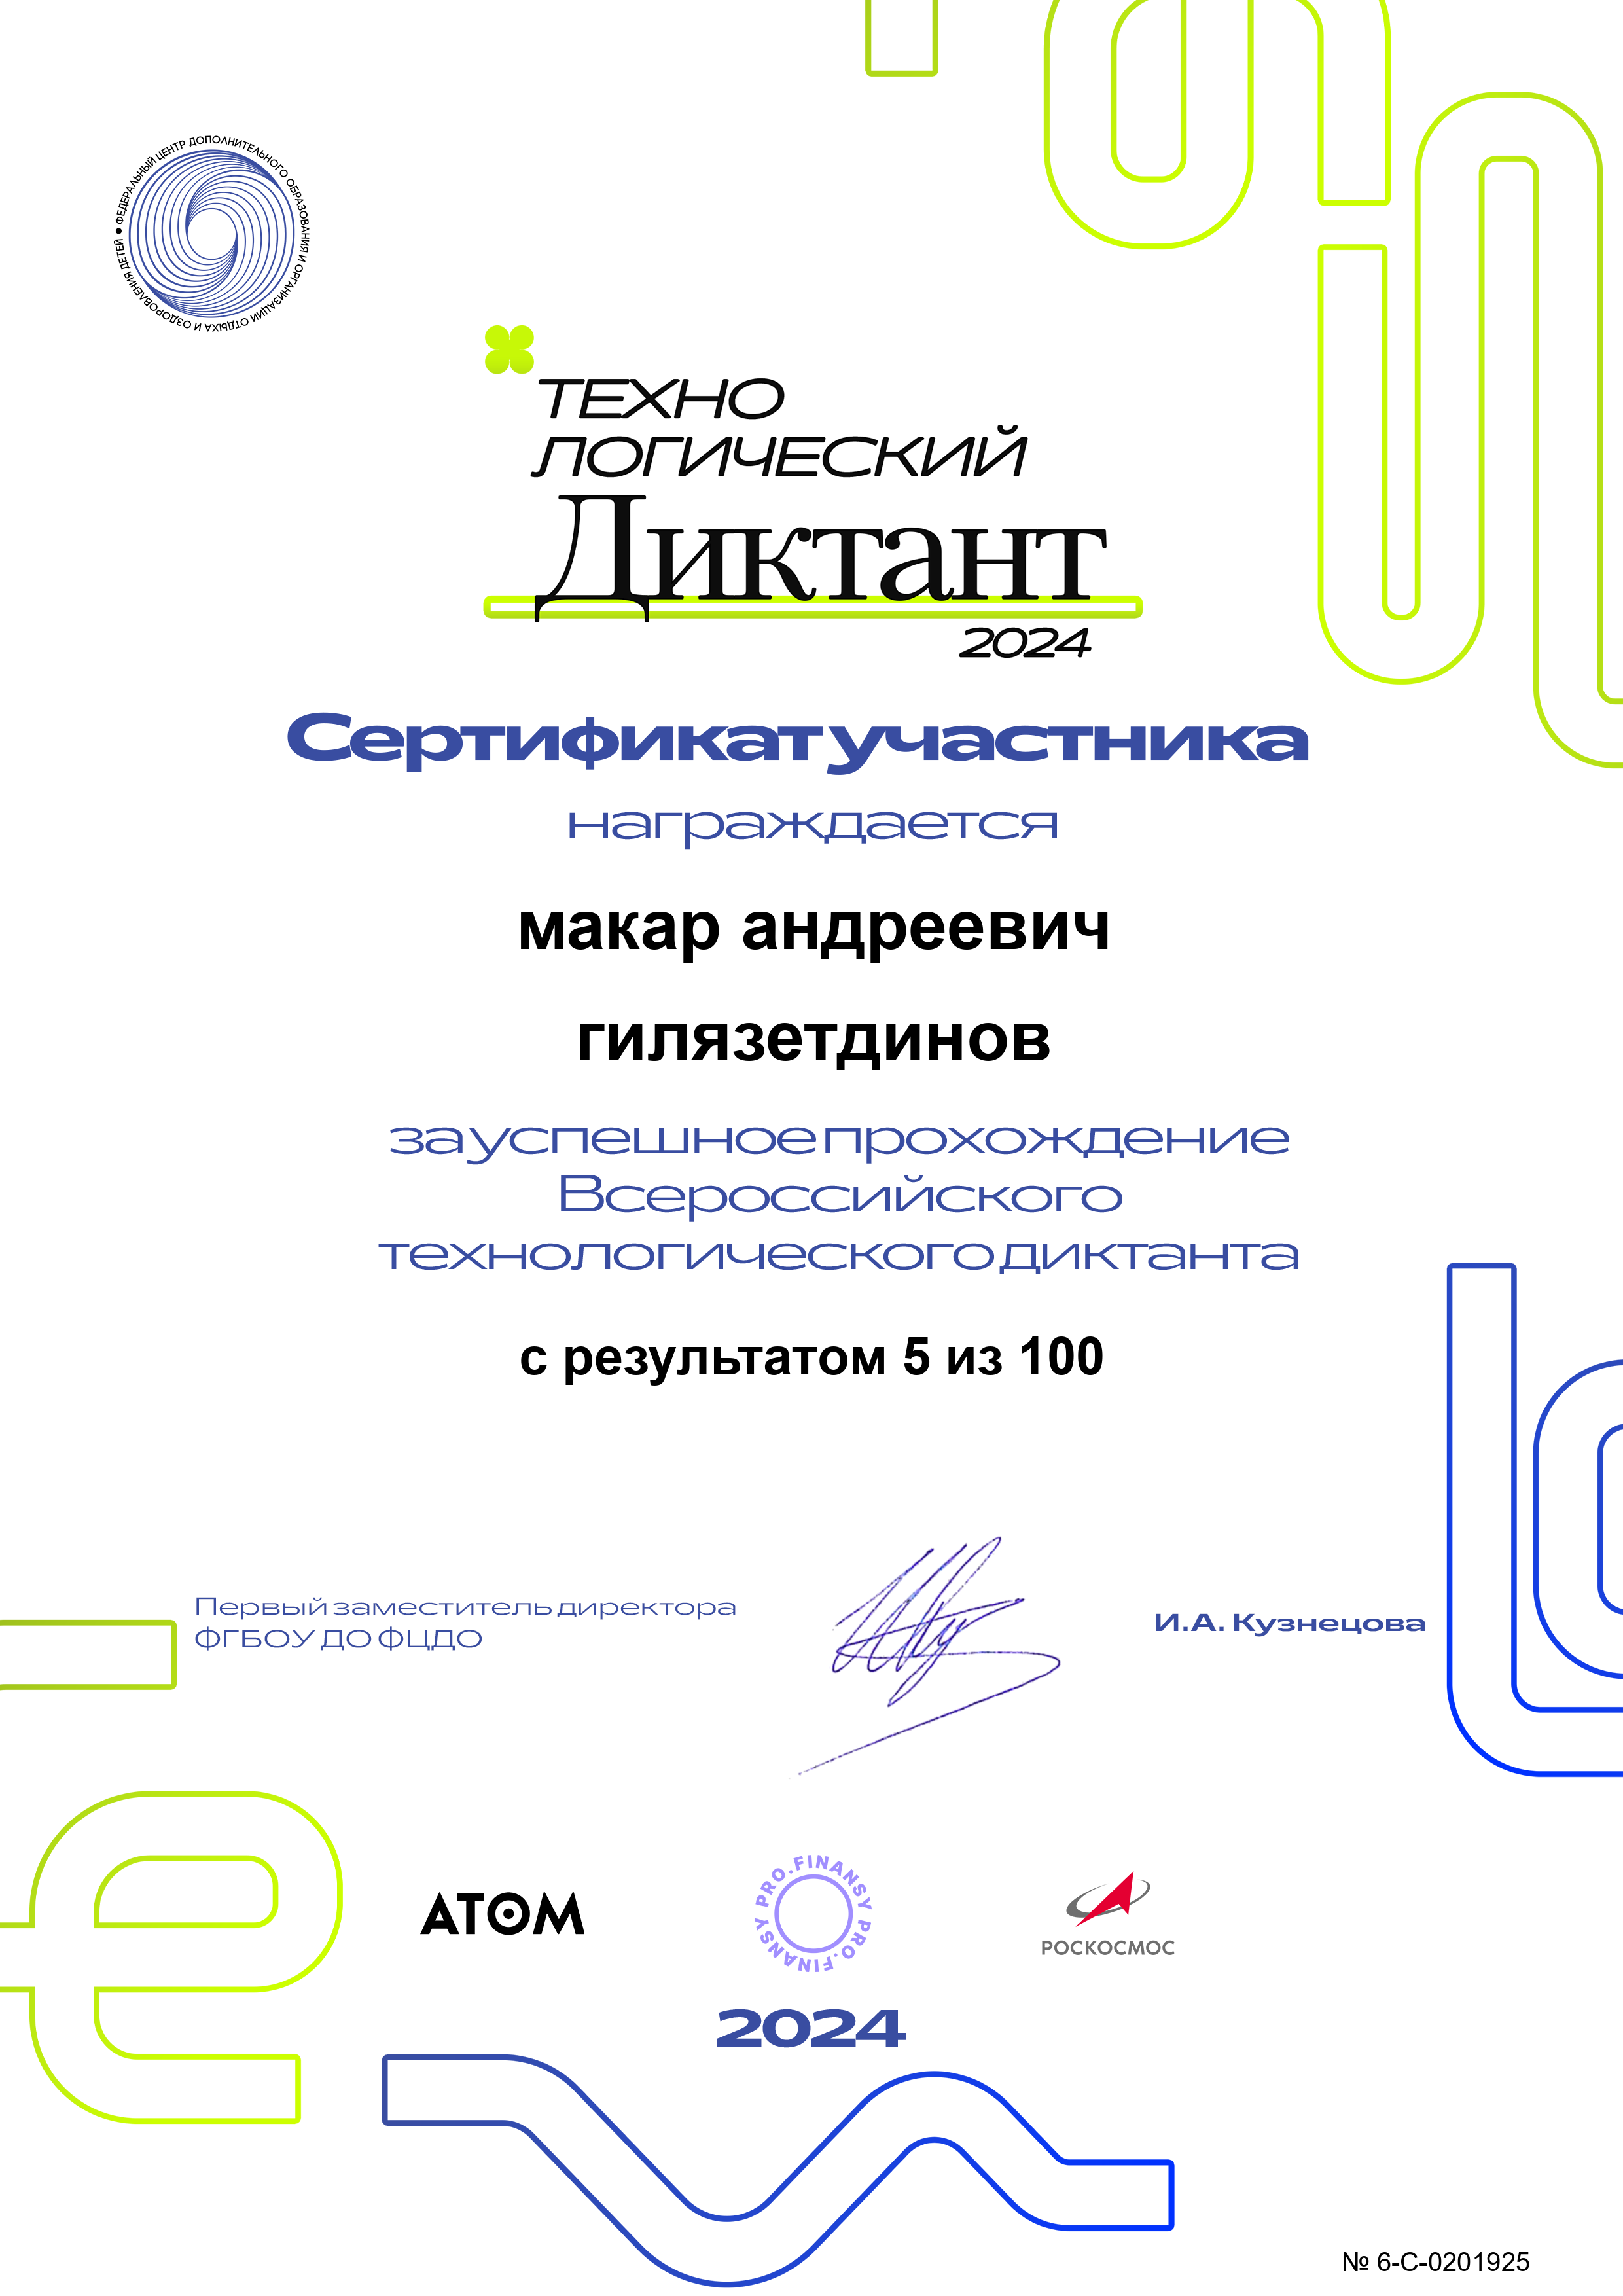 • ФЕДЕРАЛЬНЫЙ ЦЕНТР ДОПОЛНИТЕЛЬНОГО ОБРАЗОВАНИЯ И ОРГАНИЗАЦИИ ОТДЫХА И ОЗДОРОВЛЕНИЯ ДЕТЕЙ
ТЕХНО
ЛОГИЧЕСКИЙ
Диктант
2024
Сертификат участника
награждается
макар андреевич
гилязетдинов
за успешное прохождение
Всероссийского
технологического диктанта
с результатом 5 из 100
Первый заместитель директора
ФГБОУ ДО ФЦДО
И.А. Кузнецова
АТОМ
PRO.FINANSY PRO.FINANSY
РОСКОСМОС
2024
№ 6-С-0201925